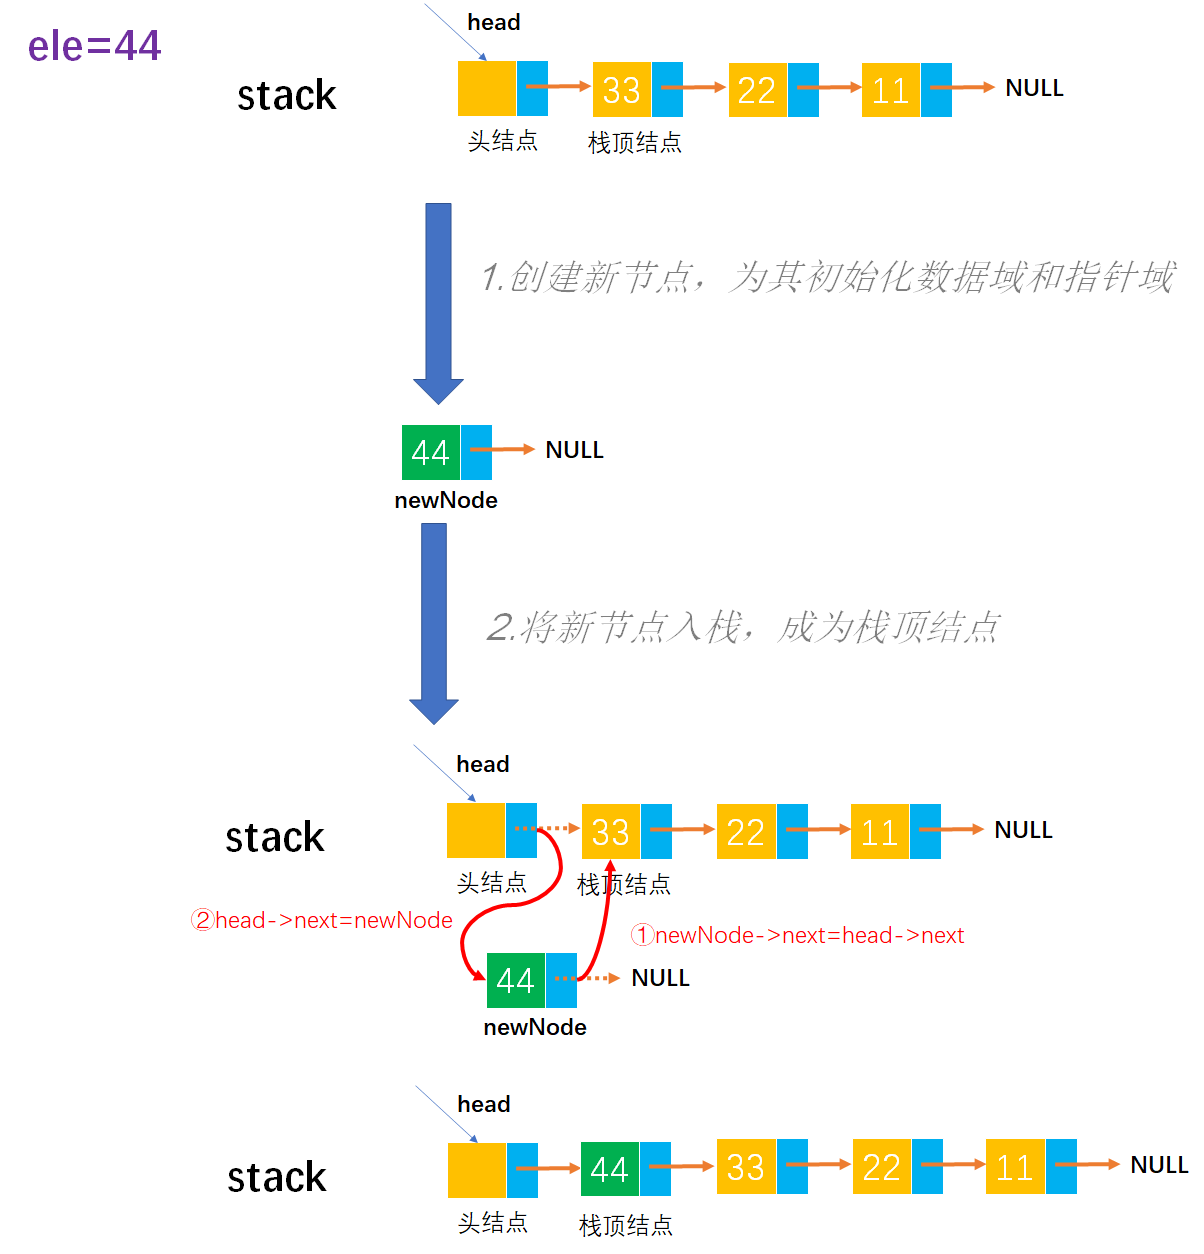 ele=44
head
stack
33 22 11 NULL
头结点 栈顶结点
1.创建新节点，为其初始化数据域和指针域
44 NULL
newNode
2.将新节点入栈，成为栈顶结点
head
stack
33 22 11 NULL
头结点 栈顶结点
②head->next=newNode
①newNode->next=head->next
44 NULL
newNode
head
stack
44 33 22 11 NULL
头结点 栈顶结点